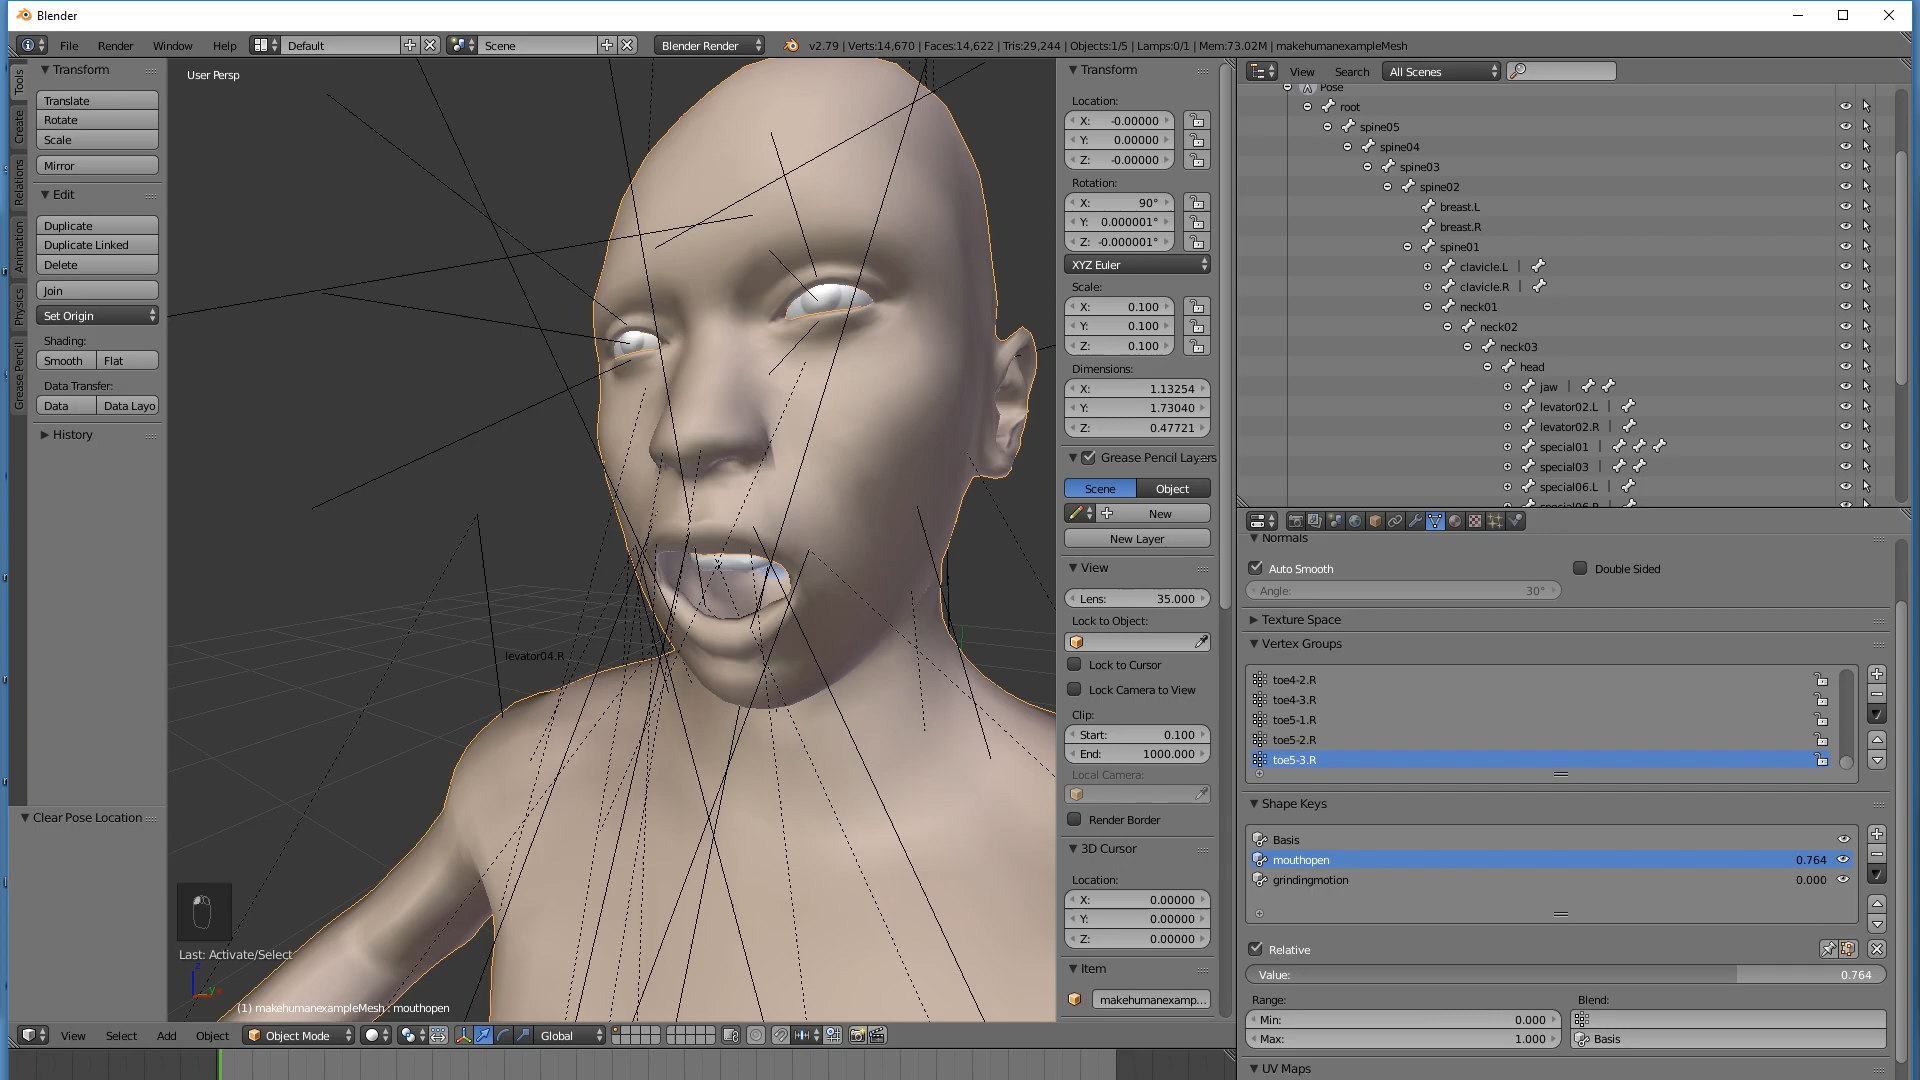 Blender
File Render Window Help Default Scene Blender Render v2.79 | Verts:14,670 | Faces:14,622 | Tris:29,244 | Objects:1/5 | Lamps:0/1 | Mem:73.02M | makehumanexampleMesh
Tools
Create
Relations
Animation
Physics
Grease Pencil
Transform
Translate
Rotate
Scale
Mirror
Edit
Duplicate
Duplicate Linked
Delete
Join
Set Origin
Shading:
Smooth Flat
Data Transfer:
Data Data Layo
History
Clear Pose Location
User Persp
levator04.R
Last: Activate/Select
(1) makehumanexampleMesh : mouthopen
View Select Add Object Object Mode Global
Transform
Location:
X: -0.00000
Y: 0.00000
Z: -0.00000
Rotation:
X: 90°
Y: 0.000001°
Z: -0.000001°
XYZ Euler
Scale:
X: 0.100
Y: 0.100
Z: 0.100
Dimensions:
X: 1.13254
Y: 1.73040
Z: 0.47721
Grease Pencil Layers
Scene Object
New
New Layer
View
Lens: 35.000
Lock to Object:
Lock to Cursor
Lock Camera to View
Clip:
Start: 0.100
End: 1000.000
Local Camera:
Render Border
3D Cursor
Location:
X: 0.00000
Y: 0.00000
Z: 0.00000
Item
makehumanexamp...
View Search All Scenes
Pose
root
spine05
spine04
spine03
spine02
breast.L
breast.R
spine01
clavicle.L
clavicle.R
neck01
neck02
neck03
head
jaw
levator02.L
levator02.R
special01
special03
special06.L
special06.R
Normals
Auto Smooth Double Sided
Angle: 30°
Texture Space
Vertex Groups
toe4-2.R
toe4-3.R
toe5-1.R
toe5-2.R
toe5-3.R
Shape Keys
Basis
mouthopen 0.764
grindingmotion 0.000
Relative
Value: 0.764
Range: Blend:
Min: 0.000
Max: 1.000 Basis
UV Maps